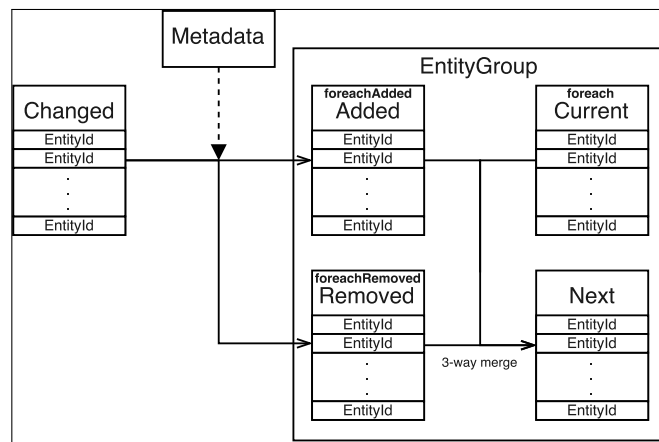 Metadata
EntityGroup
Changed
EntityId
EntityId
.
.
.
EntityId
foreachAdded
Added
EntityId
EntityId
.
.
.
EntityId
foreach
Current
EntityId
EntityId
.
.
.
EntityId
foreachRemoved
Removed
EntityId
EntityId
.
.
.
EntityId
3-way merge
Next
EntityId
EntityId
.
.
.
EntityId